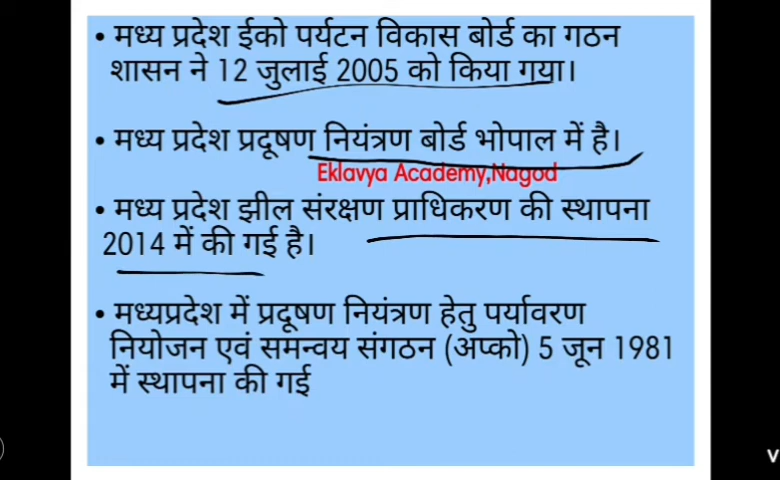 • मध्य प्रदेश ईको पर्यटन विकास बोर्ड का गठन
शासन ने 12 जुलाई 2005 को किया गया।
• मध्य प्रदेश प्रदूषण नियंत्रण बोर्ड भोपाल में है।
Eklavya Academy,Nagod
• मध्य प्रदेश झील संरक्षण प्राधिकरण की स्थापना
2014 में की गई है।
• मध्यप्रदेश में प्रदूषण नियंत्रण हेतु पर्यावरण
नियोजन एवं समन्वय संगठन (अप्को) 5 जून 1981
में स्थापना की गई